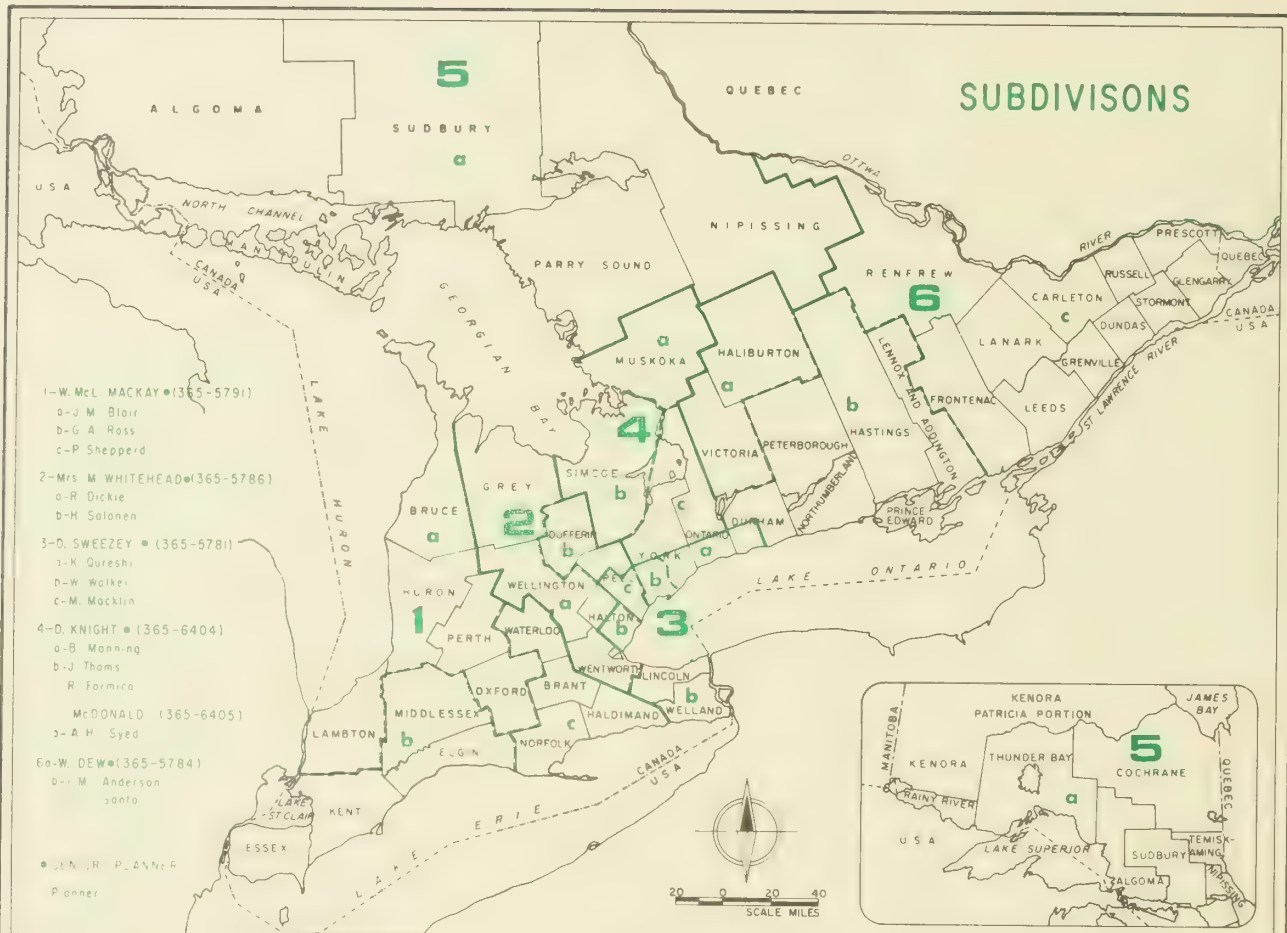 SUBDIVISONS
5
ALGOMA
SUDBURY
a
QUEBEC
OTTWA
RIVER
USA
NORTH CHANNEL
MANITOULIN
CANADA
USA
NIPISSING
PARRY SOUND
RENFREW
6
PRESCOTT
QUEBEC
RUSSELL
GLENGARRY
CARLETON
c
STORMONT
DUNDAS
CANADA
USA
LANARK
GRENVILLE
ST LAWRENCE RIVER
LEEDS
FRONTENAC
LENNOX AND ADDINGTON
GEORGIAN BAY
a
MUSKOKA
HALIBURTON
a
b
HASTINGS
4
VICTORIA
PETERBOROUGH
NORTHUMBERLAND
PRINCE
EDWARD
SIMCOE
b
c
ONTARIO
DURHAM
GREY
BRUCE
a
2
DUFFERIN
b
YORK
a
b
PEEL
c
LAKE ONTARIO
LAKE HURON
HURON
1
PERTH
WELLINGTON
a
WATERLOO
HALTON
b
3
WENTWORTH
LINCOLN
b
WELLAND
OXFORD
BRANT
HALDIMAND
MIDDLESSEX
b
c
NORFOLK
ELGIN
LAMBTON
CANADA
USA
LAKE ERIE
LAKE
ST CLAIR
KENT
ESSEX
1-W. McL MACKAY •(365-5791)
a-J M Blair
b-G A Ross
c-P Shepperd
2-Mrs M WHITEHEAD•(365-5786)
a-R Dickie
b-H Salonen
3-D. SWEEZEY • (365-5781)
a-K Qureshi
b-W Walker
c-M. Macklin
4-D. KNIGHT • (365-6404)
a-B Manning
b-J Thoms
R Formica
McDONALD (365-6405)
a-A H Syed
6a-W. DEW•(365-5784)
b-M Anderson
• SENIOR PLANNER
Planner
20 0 20 40
SCALE MILES
KENORA
PATRICIA PORTION
JAMES
BAY
MANITOBA
5
COCHRANE
QUEBEC
KENORA
THUNDER BAY
a
RAINY RIVER
USA
LAKE SUPERIOR
TEMISK-
AMING
SUDBURY
ALGOMA
NIPISSING